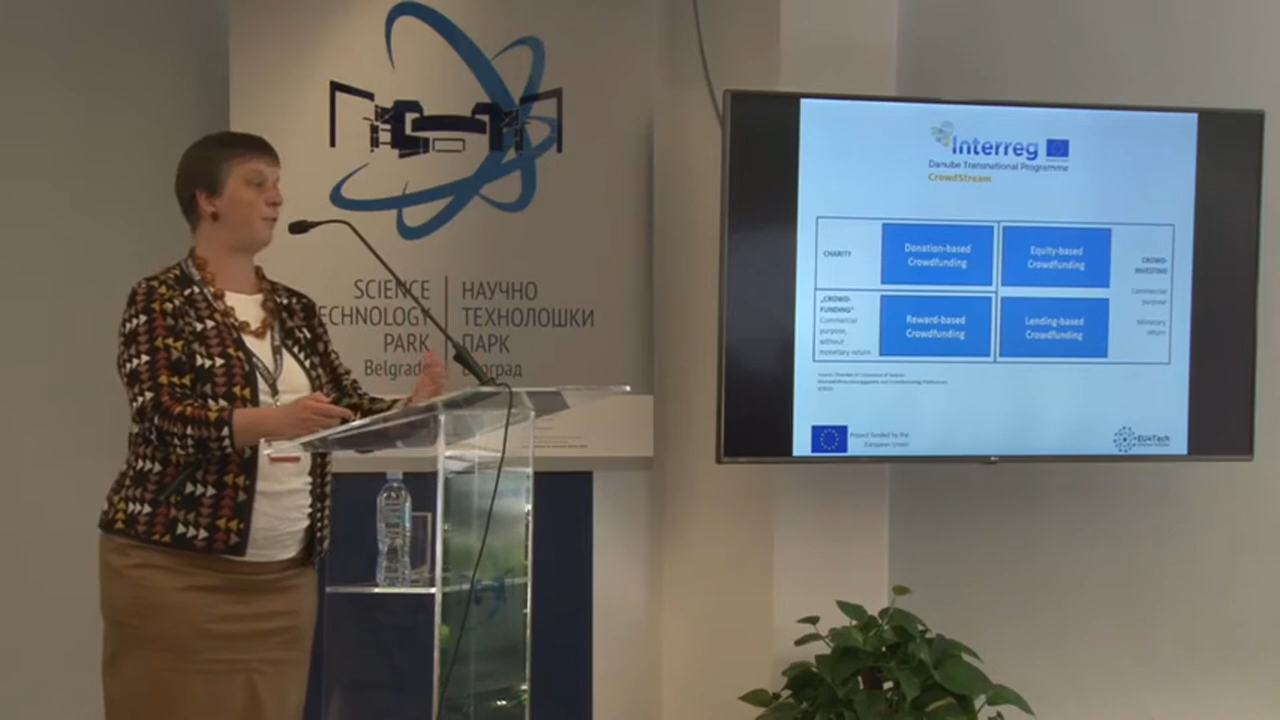 SCIENCE
TECHNOLOGY
PARK
Belgrade
НАУЧНО
ТЕХНОЛОШКИ
ПАРК
Београд
Interreg
Danube Transnational Programme
CrowdStream
CHARITY
Donation-based
Crowdfunding
Equity-based
Crowdfunding
CROWD-
INVESTING
Commercial
purpose
Monetary
return
„CROWD-
FUNDING“
Commercial
purpose,
without
monetary return
Reward-based
Crowdfunding
Lending-based
Crowdfunding
Project funded by the
European Union
EU4Tech